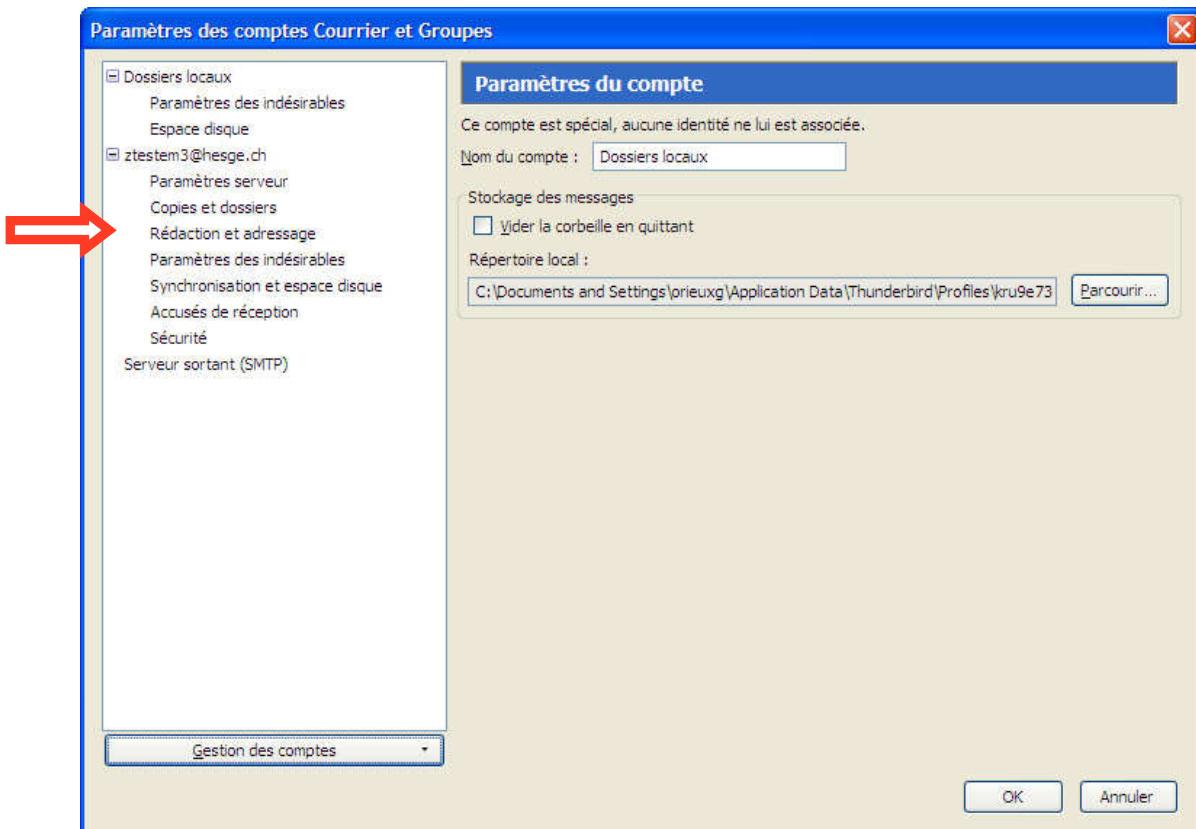 Paramètres des comptes Courrier et Groupes
Dossiers locaux
Paramètres des indésirables
Espace disque
ztestem3@hesge.ch
Paramètres serveur
Copies et dossiers
Rédaction et adressage
Paramètres des indésirables
Synchronisation et espace disque
Accusés de réception
Sécurité
Serveur sortant (SMTP)
Gestion des comptes
Paramètres du compte
Ce compte est spécial, aucune identité ne lui est associée.
Nom du compte : Dossiers locaux
Stockage des messages
Vider la corbeille en quittant
Répertoire local :
C:\Documents and Settings\orieuxg\Application Data\Thunderbird\Profiles\kru9e73 Parcourir...
OK Annuler